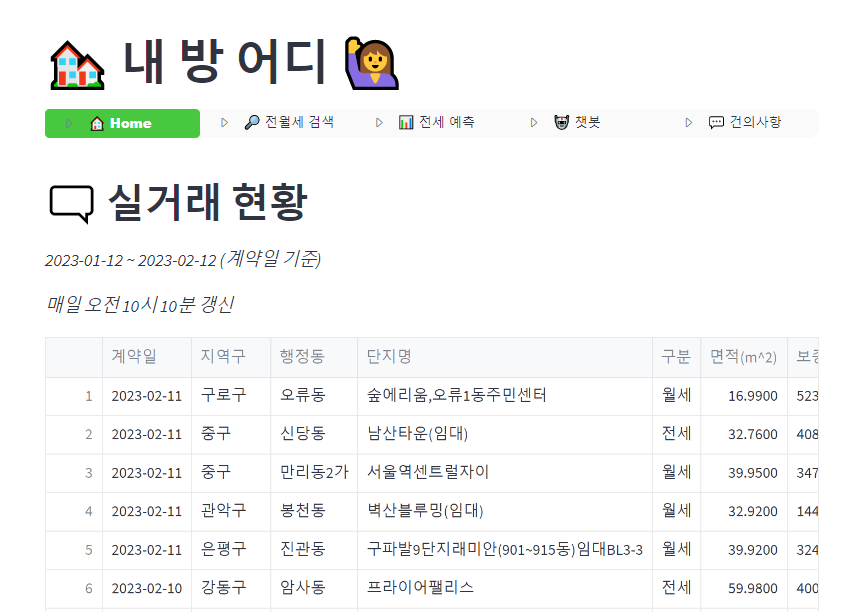 내 방 어디
Home 전월세 검색 전세 예측 챗봇 건의사항
실거래 현황
2023-01-12 ~ 2023-02-12 (계약일 기준)
매일 오전 10시 10분 갱신
계약일 지역구 행정동 단지명 구분 면적(m^2)
1 2023-02-11 구로구 오류동 숲에리움,오류1동주민센터 월세 16.9900 523
2 2023-02-11 중구 신당동 남산타운(임대) 전세 32.7600 408
3 2023-02-11 중구 만리동2가 서울역센트럴자이 월세 39.9500 347
4 2023-02-11 관악구 봉천동 벽산블루밍(임대) 월세 32.9200 144
5 2023-02-11 은평구 진관동 구파발9단지래미안(901~915동)임대BL3-3 월세 39.9200 324
6 2023-02-10 강동구 암사동 프라이어팰리스 전세 59.9800 400